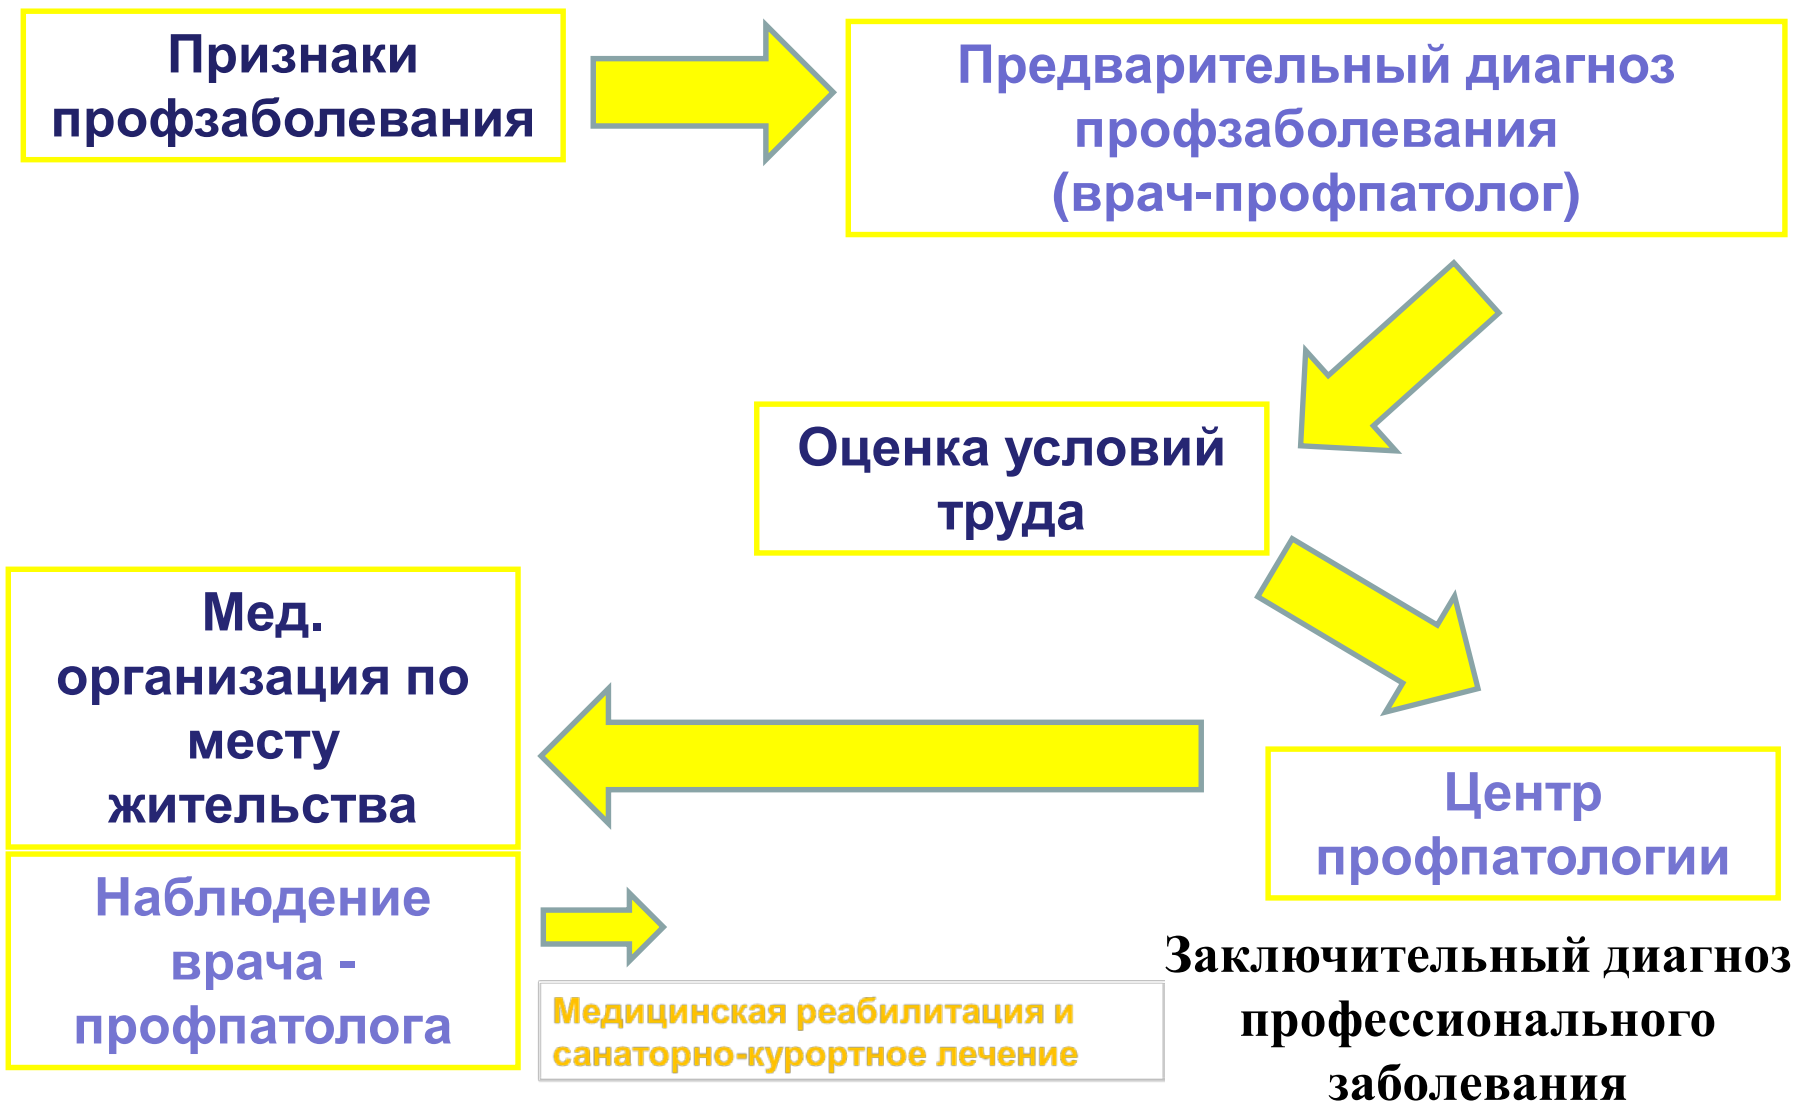 Признаки
профзаболевания
Предварительный диагноз
профзаболевания
(врач-профпатолог)
Оценка условий
труда
Мед.
организация по
месту
жительства
Центр
профпатологии
Наблюдение
врача -
профпатолога
Заключительный диагноз
профессионального
заболевания
Медицинская реабилитация и
санаторно-курортное лечение